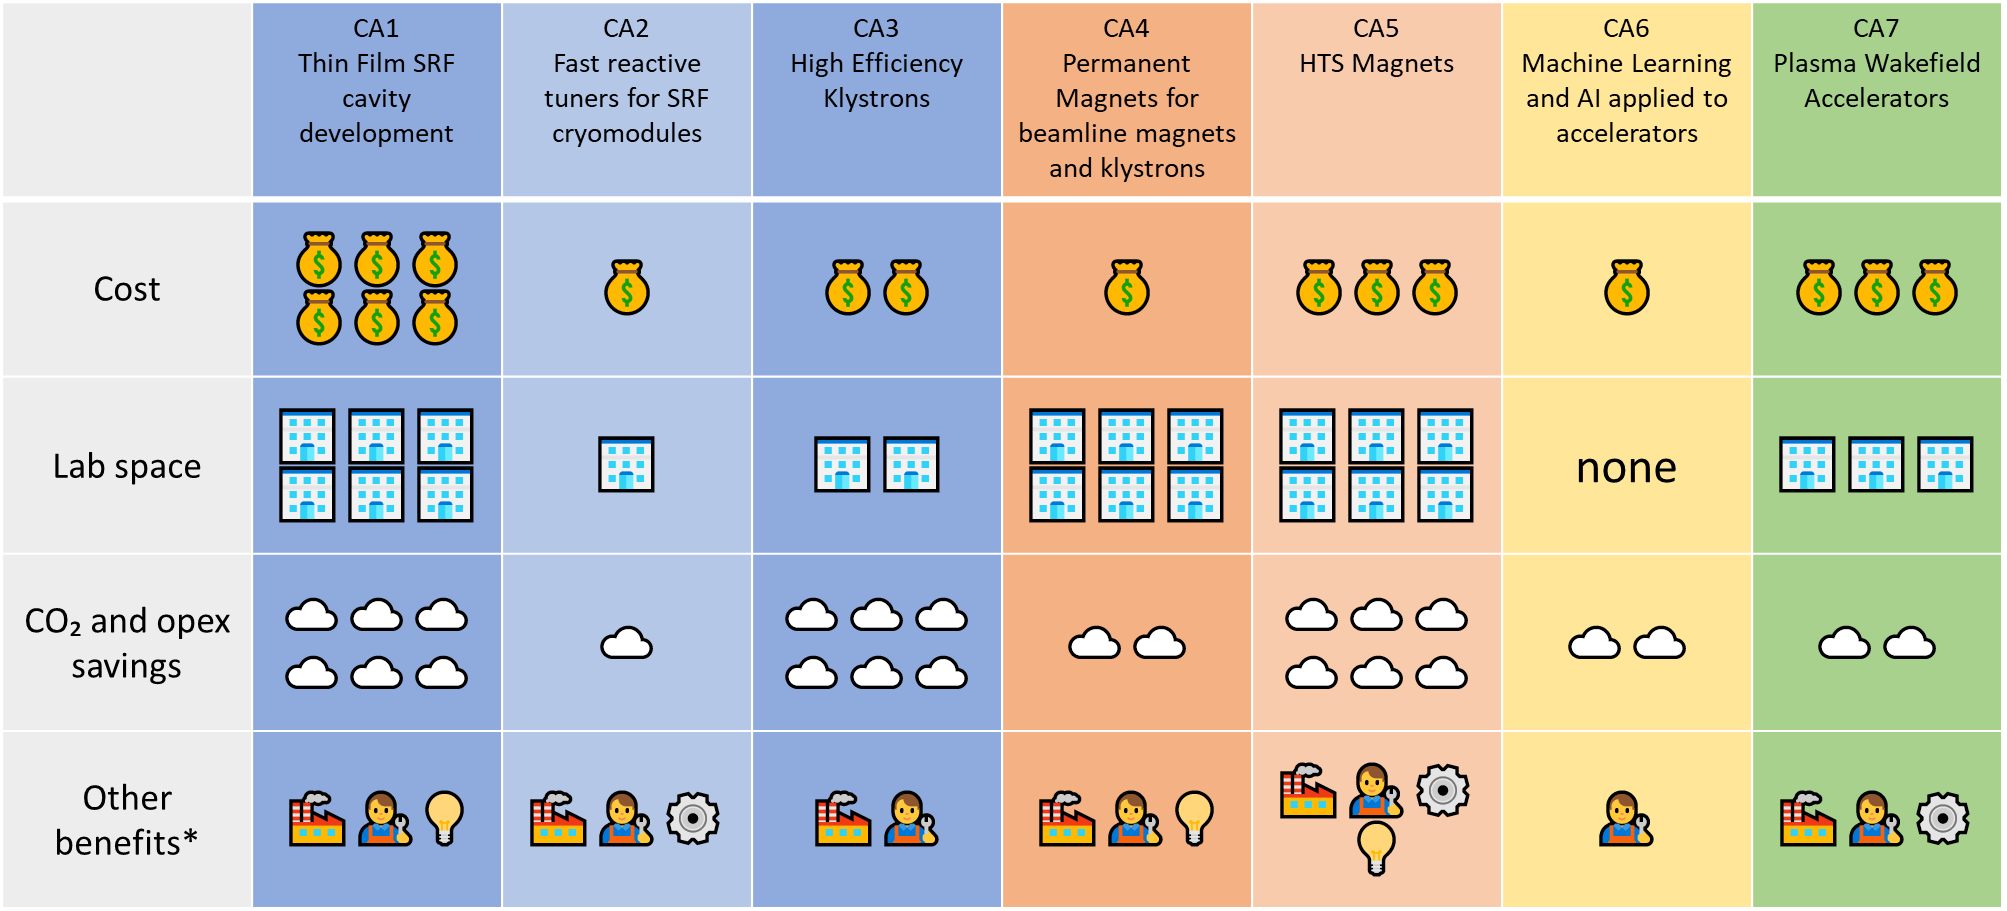 CA1
Thin Film SRF
cavity
development
CA2
Fast reactive
tuners for SRF
cryomodules
CA3
High Efficiency
Klystrons
CA4
Permanent
Magnets for
beamline magnets
and klystrons
CA5
HTS Magnets
CA6
Machine Learning
and AI applied to
accelerators
CA7
Plasma Wakefield
Accelerators
Cost
$ $ $
$ $ $
$
$ $
$
$ $ $
$
$ $ $
Lab space
none
CO₂ and opex
savings
Other
benefits*